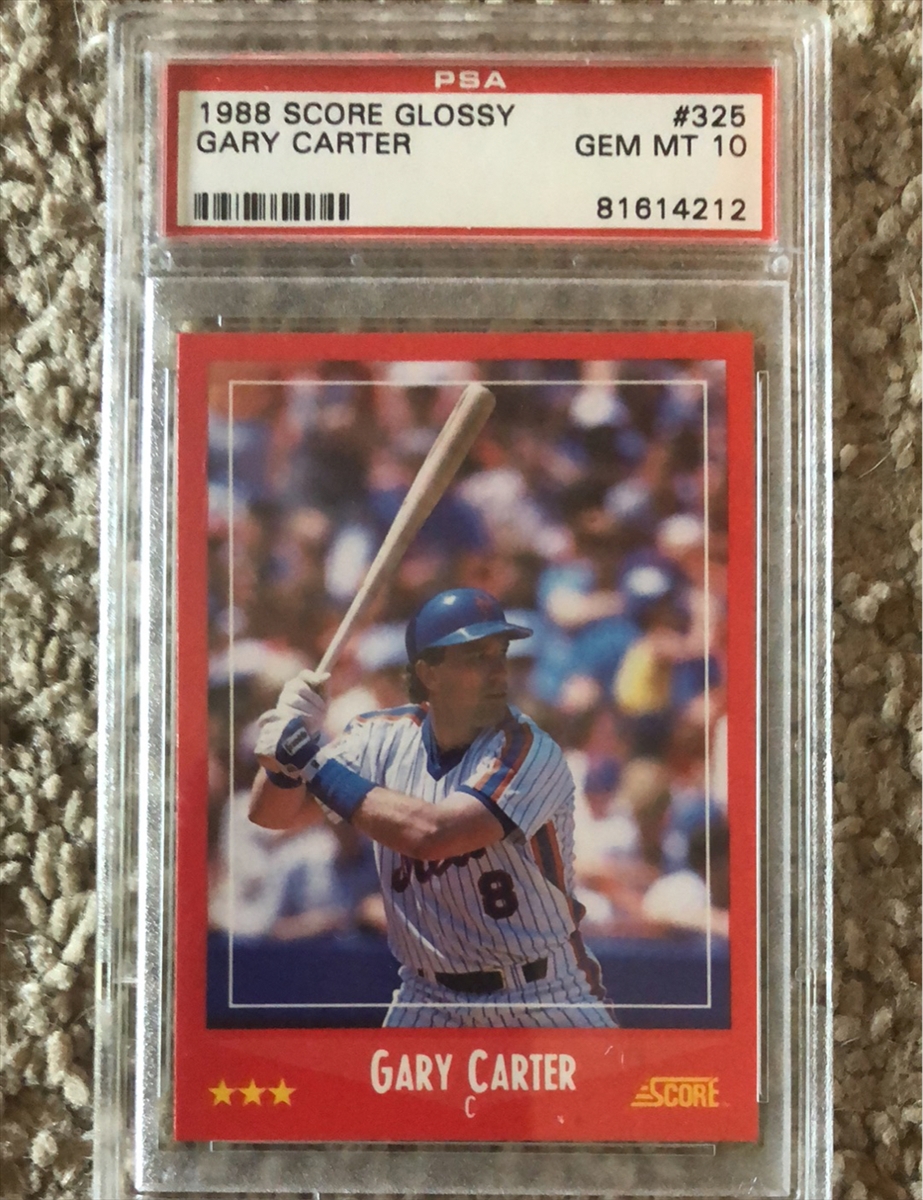 PSA
1988 SCORE GLOSSY #325
GARY CARTER GEM MT 10
81614212
8
GARY CARTER
C
SCORE